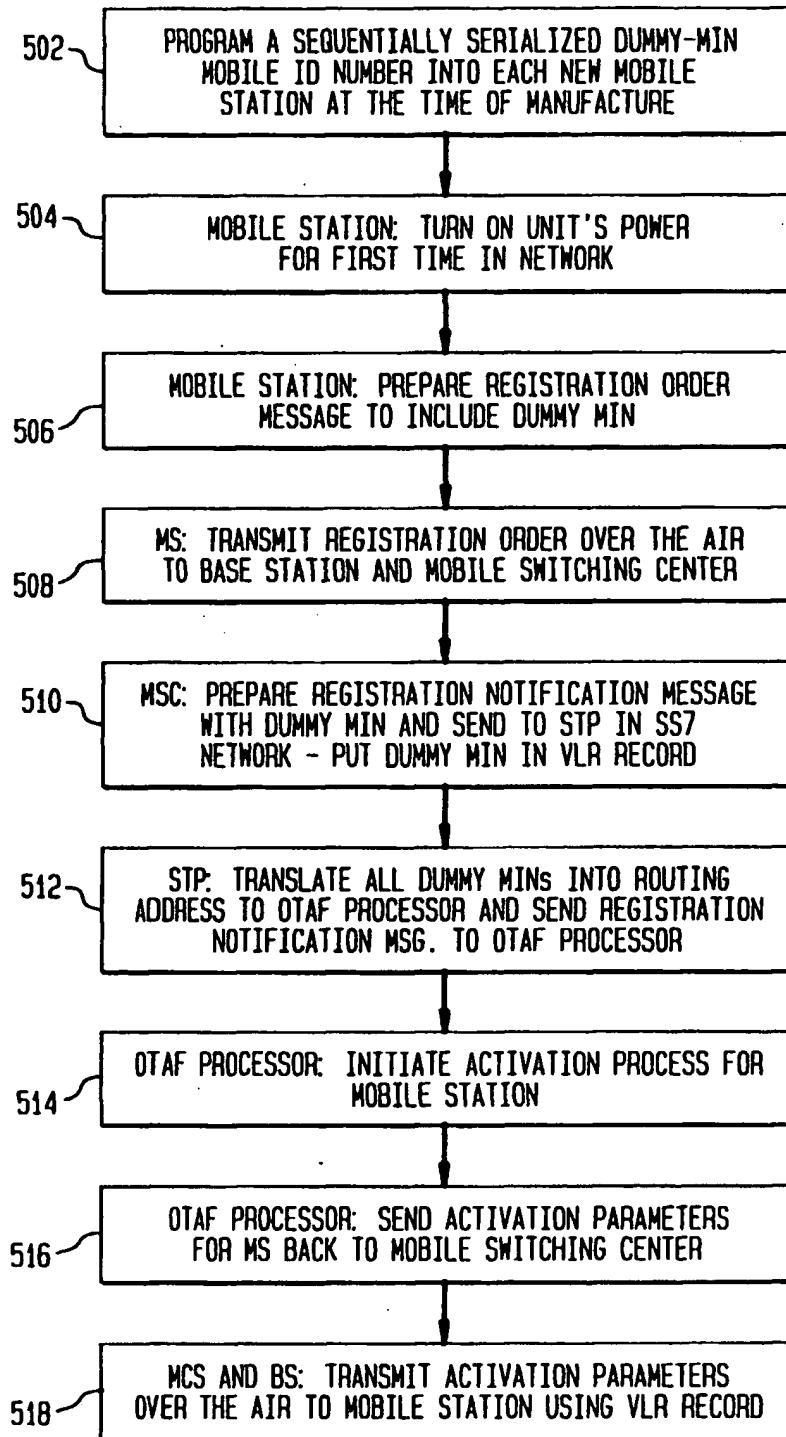 502
PROGRAM A SEQUENTIALLY SERIALIZED DUMMY-MIN
MOBILE ID NUMBER INTO EACH NEW MOBILE
STATION AT THE TIME OF MANUFACTURE
504
MOBILE STATION: TURN ON UNIT'S POWER
FOR FIRST TIME IN NETWORK
506
MOBILE STATION: PREPARE REGISTRATION ORDER
MESSAGE TO INCLUDE DUMMY MIN
508
MS: TRANSMIT REGISTRATION ORDER OVER THE AIR
TO BASE STATION AND MOBILE SWITCHING CENTER
510
MSC: PREPARE REGISTRATION NOTIFICATION MESSAGE
WITH DUMMY MIN AND SEND TO STP IN SS7
NETWORK - PUT DUMMY MIN IN VLR RECORD
512
STP: TRANSLATE ALL DUMMY MINs INTO ROUTING
ADDRESS TO OTAF PROCESSOR AND SEND REGISTRATION
NOTIFICATION MSG. TO OTAF PROCESSOR
514
OTAF PROCESSOR: INITIATE ACTIVATION PROCESS FOR
MOBILE STATION
516
OTAF PROCESSOR: SEND ACTIVATION PARAMETERS
FOR MS BACK TO MOBILE SWITCHING CENTER
518
MCS AND BS: TRANSMIT ACTIVATION PARAMETERS
OVER THE AIR TO MOBILE STATION USING VLR RECORD